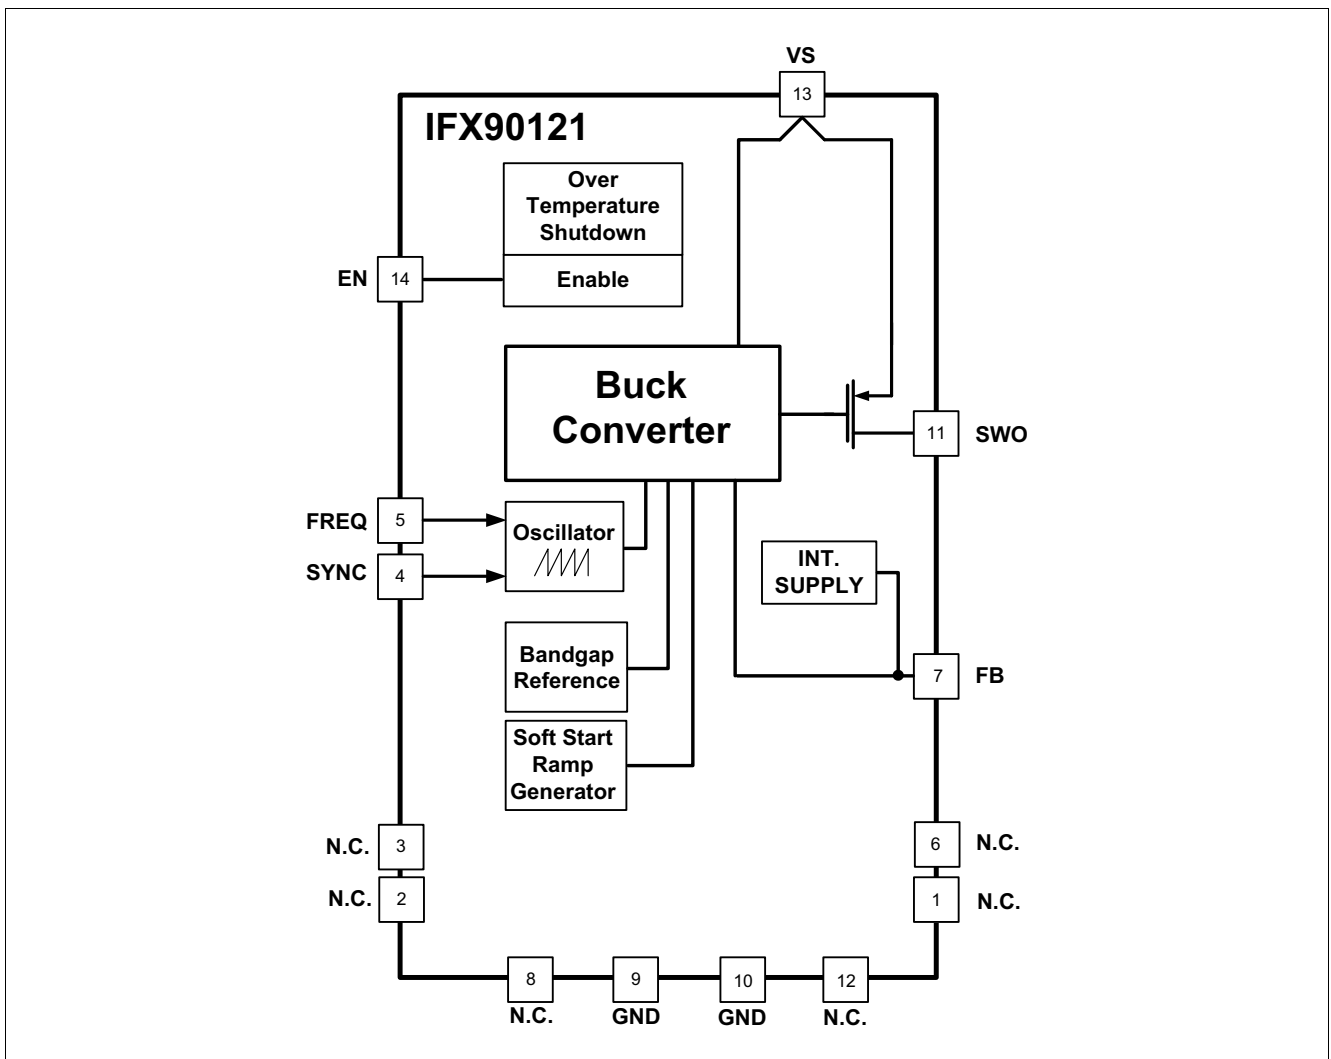 VS
13
IFX90121
Over
Temperature
Shutdown
EN
14
Enable
Buck
Converter
11
SWO
FREQ
5
Oscillator
SYNC
4
INT.
SUPPLY
Bandgap
Reference
7
FB
Soft Start
Ramp
Generator
N.C.
3
6
N.C.
N.C.
2
1
N.C.
8
9
10
12
N.C.
GND
GND
N.C.